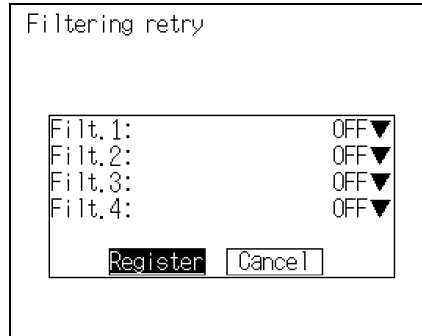 Filtering retry
Filt.1: OFF▼
Filt.2: OFF▼
Filt.3: OFF▼
Filt.4: OFF▼
Register Cancel